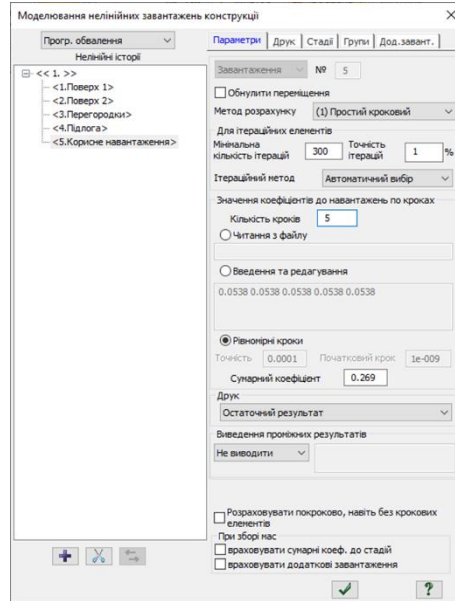 Моделювання нелінійних завантажень конструкції
Прогр. обвалення
Нелінійні історії
<< 1. >>
<1.Поверх 1>
<2.Поверх 2>
<3.Перегородки>
<4.Підлога>
<5.Корисне навантаження>
Параметри Друк Стадії Групи Дод.завант.
Завантаження № 5
Обнулити переміщення
Метод розрахунку (1) Простий кроковий
Для ітераційних елементів
Мінімальна кількість ітерацій 300 Точність ітерацій 1 %
Ітераційний метод Автоматичний вибір
Значення коефіцієнтів до навантажень по кроках
Кількість кроків 5
Читання з файлу
Введення та редагування
0.0538 0.0538 0.0538 0.0538 0.0538
Рівномірні кроки
Точність 0.0001 Початковий крок 1e-009
Сумарний коефіцієнт 0.269
Друк
Остаточний результат
Виведення проміжних результатів
Не виводити
Розраховувати покроково, навіть без крокових
елементів
При зборі мас
враховувати сумарні коеф. до стадій
враховувати додаткові завантаження
?